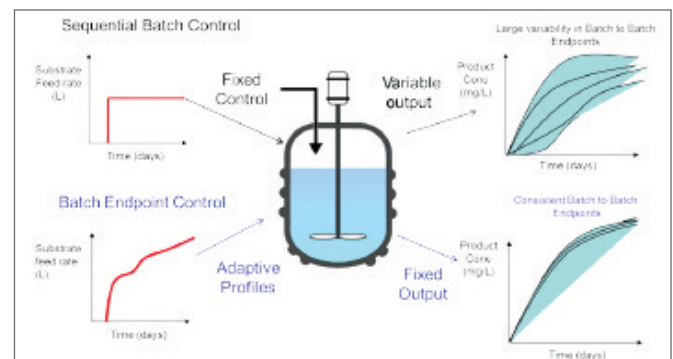 Sequential Batch Control
Substrate
Feed rate
(L)
Time (days)
Fixed
Control
Variable
output
Large variability in Batch to Batch
Endpoints
Product
Conc
(mg/L)
Time (days)
Batch Endpoint Control
Substrate
feed rate
(L)
Time (days)
Adaptive
Profiles
Fixed
Output
Consistent Batch to Batch
Endpoints
Product
Conc
(mg/L)
Time (days)